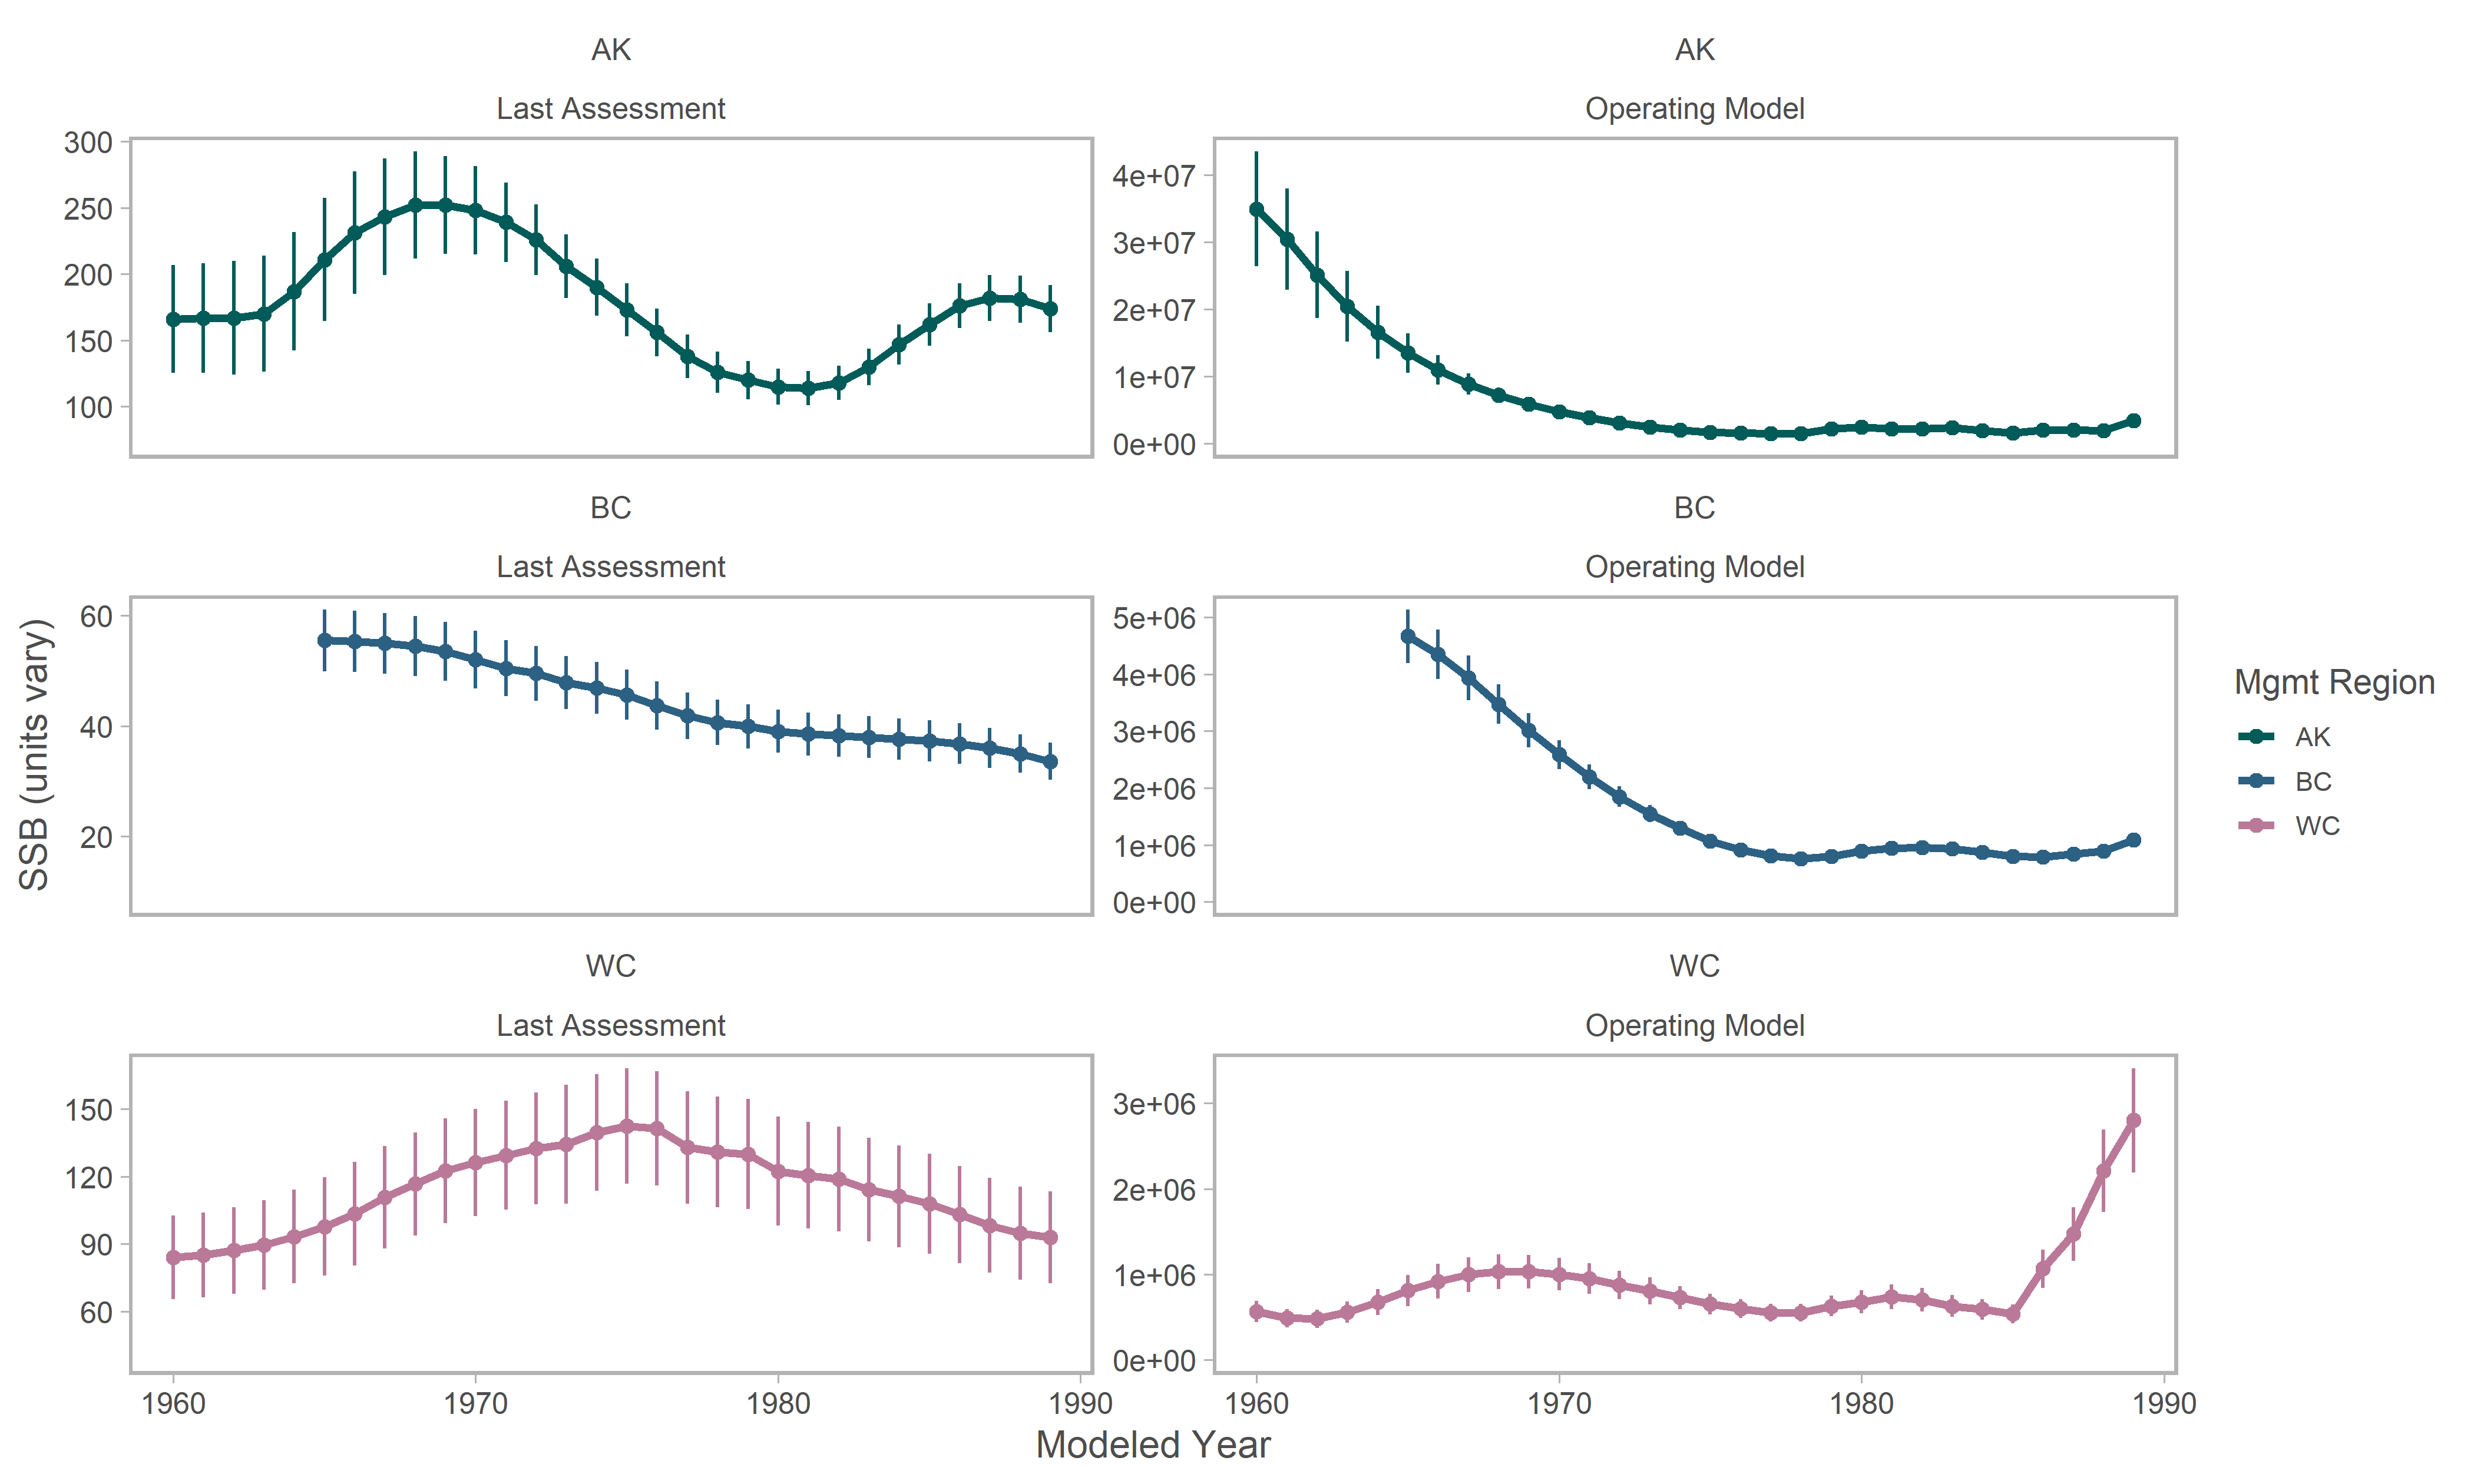 AK
AK
Last Assessment
Operating Model
300
250
200
150
100
4e+07
3e+07
2e+07
1e+07
0e+00
BC
BC
Last Assessment
Operating Model
60
40
20
5e+06
4e+06
3e+06
2e+06
1e+06
0e+00
SSB (units vary)
Mgmt Region
AK
BC
WC
WC
WC
Last Assessment
Operating Model
150
120
90
60
3e+06
2e+06
1e+06
0e+00
1960 1970 1980 1990
1960 1970 1980 1990
Modeled Year